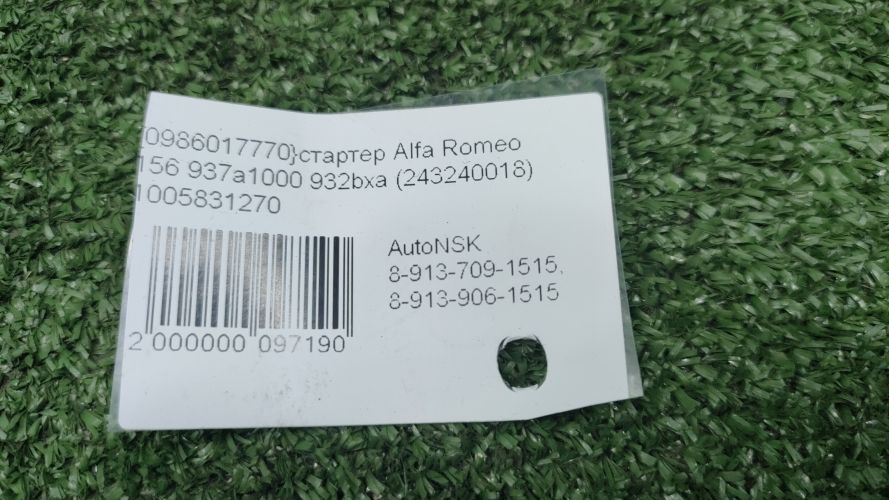 {0986017770}стартер Alfa Romeo
156 937a1000 932bxa (243240018)
1005831270
AutoNSK
8-913-709-1515,
8-913-906-1515
2 000000 097190